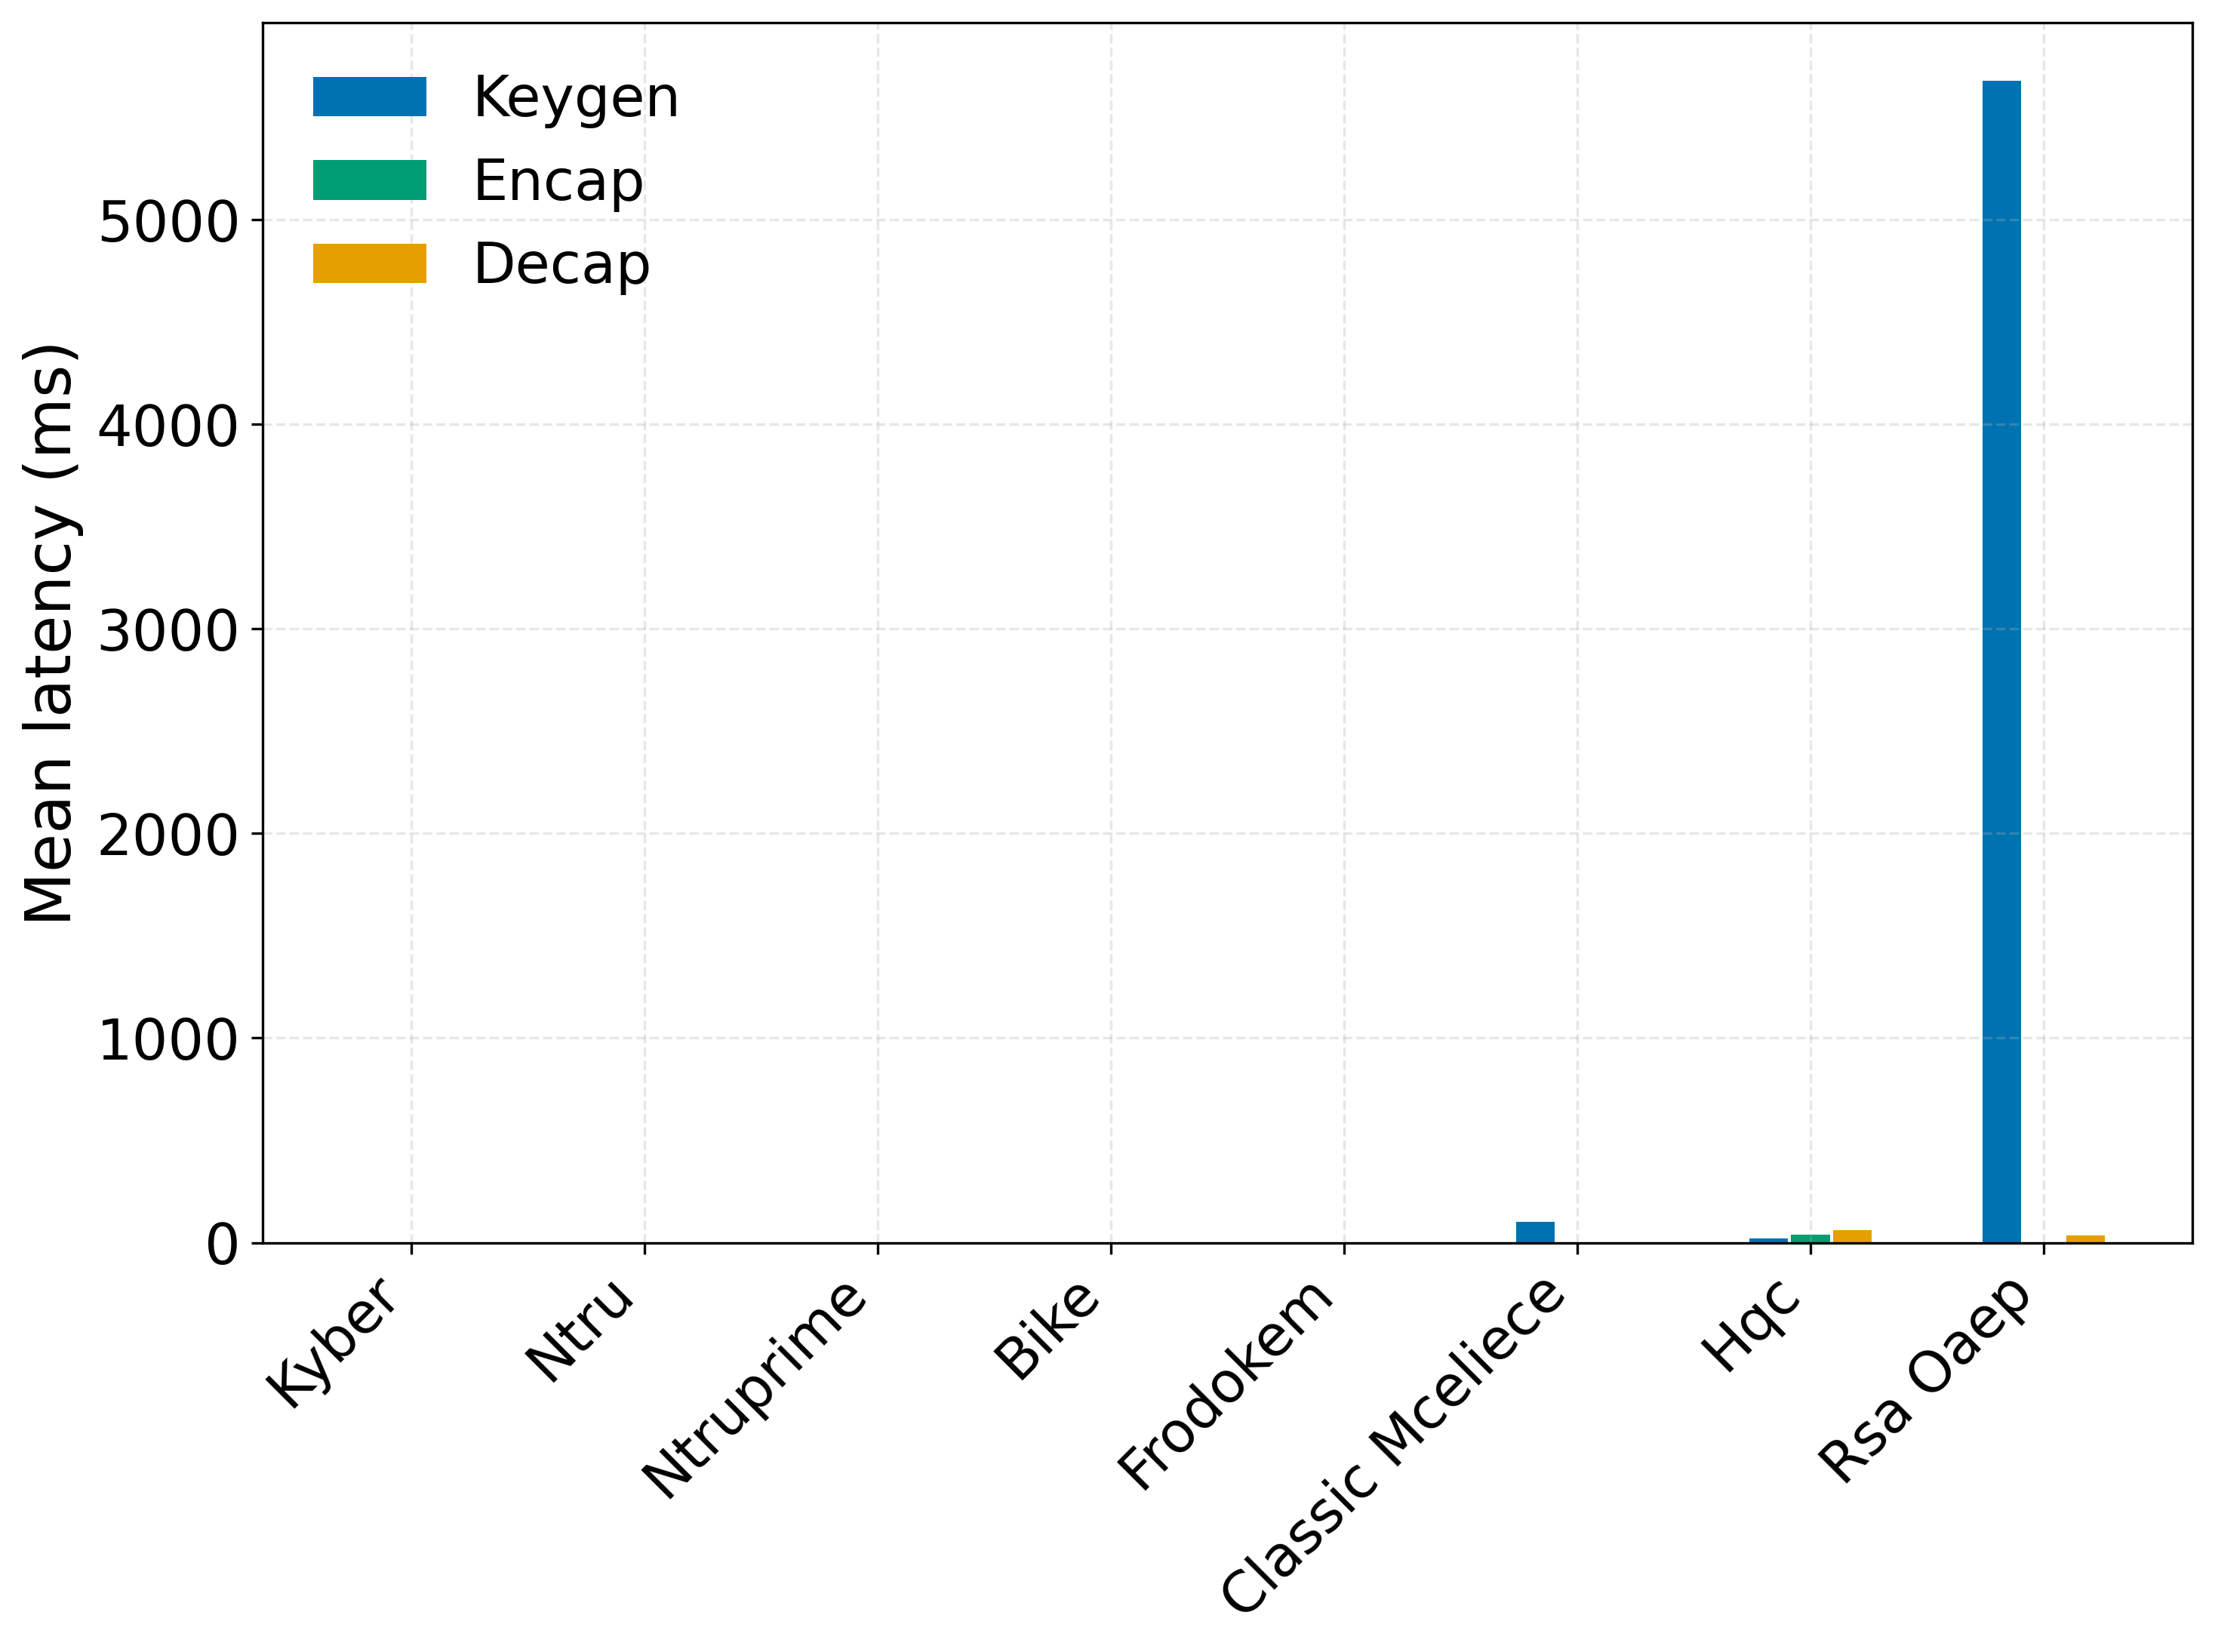 Keygen
Encap
Decap
Mean latency (ms)
5000
4000
3000
2000
1000
0
Kyber
Ntru
Ntruprime
Bike
Frodokem
Classic Mceliece
Hqc
Rsa Oaep